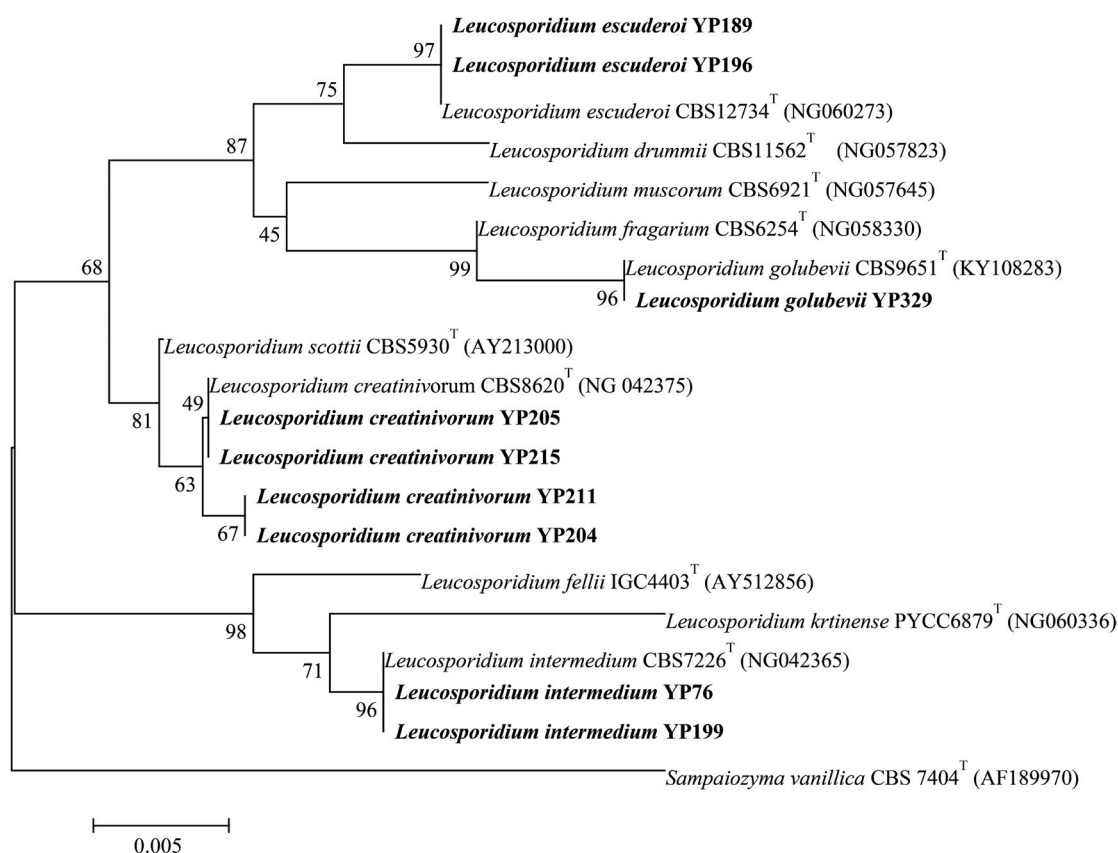 Leucosporidium escuderoi YP189
97
Leucosporidium escuderoi YP196
75
Leucosporidium escuderoi CBS12734T (NG060273)
87
Leucosporidium drummii CBS11562T (NG057823)
Leucosporidium muscorum CBS6921T (NG057645)
45
Leucosporidium fragarium CBS6254T (NG058330)
99
68
Leucosporidium golubevii CBS9651T (KY108283)
96
Leucosporidium golubevii YP329
Leucosporidium scottii CBS5930T (AY213000)
Leucosporidium creatinivorum CBS8620T (NG 042375)
49
81
Leucosporidium creatinivorum YP205
Leucosporidium creatinivorum YP215
63
Leucosporidium creatinivorum YP211
67
Leucosporidium creatinivorum YP204
Leucosporidium fellii IGC4403T (AY512856)
98
Leucosporidium krtinense PYCC6879T (NG060336)
71
Leucosporidium intermedium CBS7226T (NG042365)
Leucosporidium intermedium YP76
96
Leucosporidium intermedium YP199
Sampaiozyma vanillica CBS 7404T (AF189970)
0.005